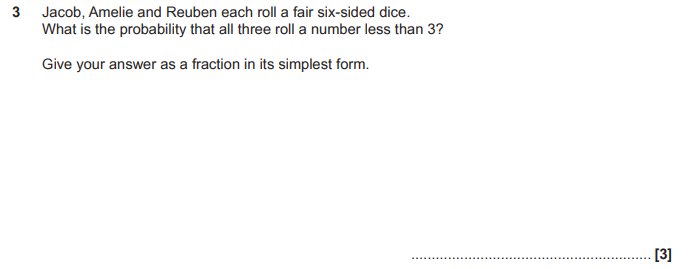 3 Jacob, Amelie and Reuben each roll a fair six-sided dice.
What is the probability that all three roll a number less than 3?
Give your answer as a fraction in its simplest form.
............................................................ [3]